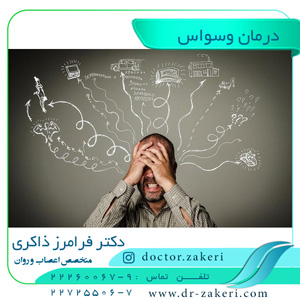 درمان وسواس
دکتر فرامرز ذاکری
متخصص اعصاب و روان
doctor.zakeri
تلفن تماس : ۹-۲۲۲۶۰۰۶۷
۲۲۷۲۵۵۰۶-۷
www.dr-zakeri.com